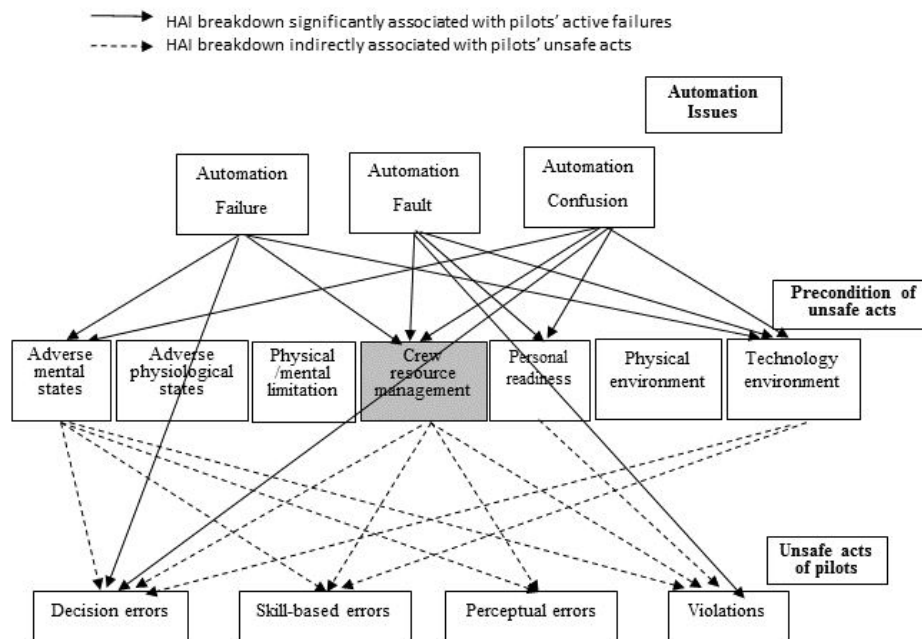 HAI breakdown significantly associated with pilots' active failures
HAI breakdown indirectly associated with pilots' unsafe acts
Automation
Issues
Automation
Failure
Automation
Fault
Automation
Confusion
Precondition of
unsafe acts
Adverse
mental
states
Adverse
physiological
states
Physical
/mental
limitation
Crew
resource
management
Personal
readiness
Physical
environment
Technology
environment
Unsafe acts
of pilots
Decision errors
Skill-based errors
Perceptual errors
Violations